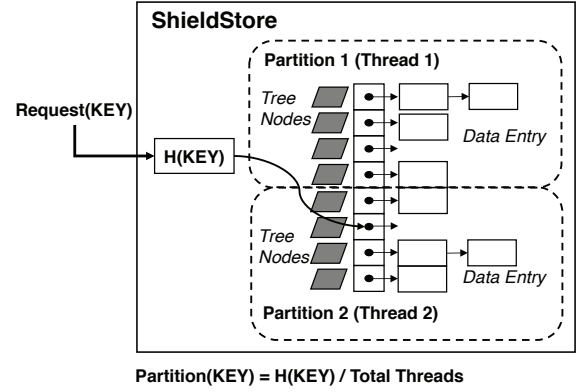 ShieldStore
Partition 1 (Thread 1)
Tree
Nodes
Request(KEY)
Data Entry
H(KEY)
Tree
Nodes
Data Entry
Partition 2 (Thread 2)
Partition(KEY) = H(KEY) / Total Threads